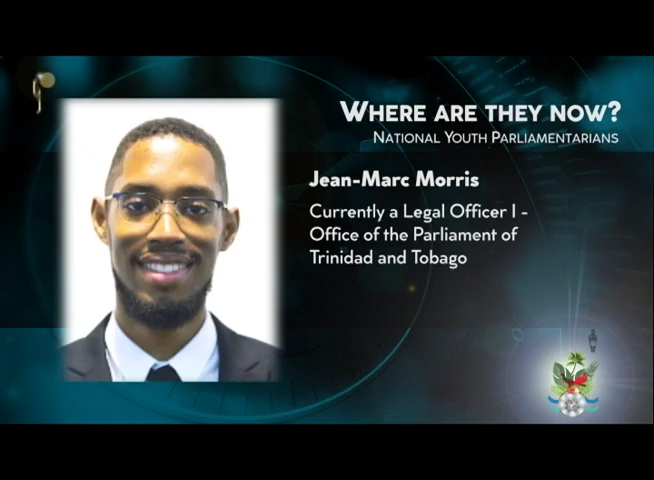 WHERE ARE THEY NOW?
NATIONAL YOUTH PARLIAMENTARIANS
Jean-Marc Morris
Currently a Legal Officer I -
Office of the Parliament of
Trinidad and Tobago